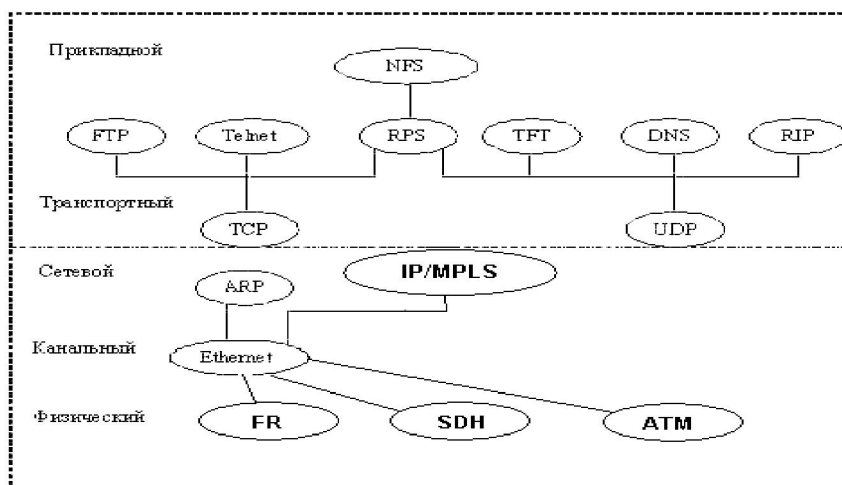 Прикладной
NFS
FTP Telnet RPS TFT DNS RIP
Транспортный
TCP UDP
Сетевой
IP/MPLS
ARP
Канальный
Ethernet
Физический
FR SDH ATM